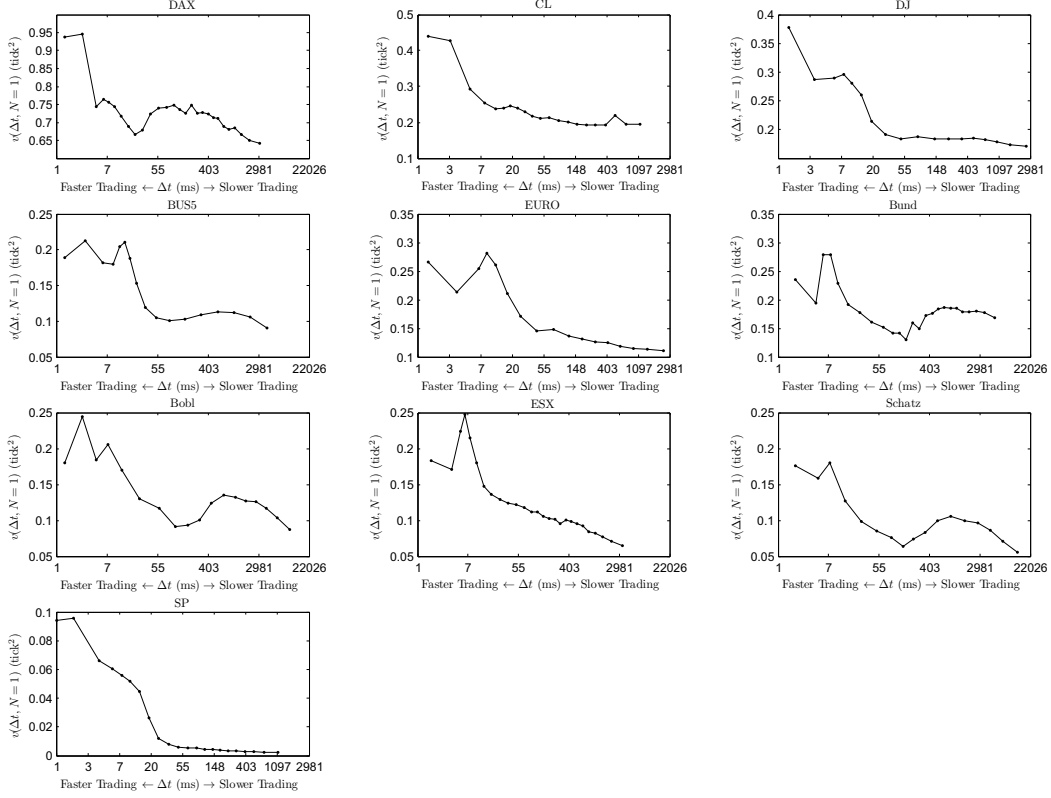 DAX
v(Δt, N = 1) (tick²)
0.95
0.9
0.85
0.8
0.75
0.7
0.65
1 7 55 403 2981 22026
Faster Trading ← Δt (ms) → Slower Trading
CL
v(Δt, N = 1) (tick²)
0.5
0.4
0.3
0.2
0.1
1 3 7 20 55 148 403 1097 2981
Faster Trading ← Δt (ms) → Slower Trading
DJ
v(Δt, N = 1) (tick²)
0.4
0.35
0.3
0.25
0.2
1 3 7 20 55 148 403 1097 2981
Faster Trading ← Δt (ms) → Slower Trading
BUS5
v(Δt, N = 1) (tick²)
0.25
0.2
0.15
0.1
0.05
1 7 55 403 2981 22026
Faster Trading ← Δt (ms) → Slower Trading
EURO
v(Δt, N = 1) (tick²)
0.35
0.3
0.25
0.2
0.15
0.1
1 3 7 20 55 148 403 1097 2981
Faster Trading ← Δt (ms) → Slower Trading
Bund
v(Δt, N = 1) (tick²)
0.35
0.3
0.25
0.2
0.15
0.1
1 7 55 403 2981 22026
Faster Trading ← Δt (ms) → Slower Trading
Bobl
v(Δt, N = 1) (tick²)
0.25
0.2
0.15
0.1
0.05
1 7 55 403 2981 22026
Faster Trading ← Δt (ms) → Slower Trading
ESX
v(Δt, N = 1) (tick²)
0.25
0.2
0.15
0.1
0.05
1 7 55 403 2981 22026
Faster Trading ← Δt (ms) → Slower Trading
Schatz
v(Δt, N = 1) (tick²)
0.25
0.2
0.15
0.1
0.05
1 7 55 403 2981 22026
Faster Trading ← Δt (ms) → Slower Trading
SP
v(Δt, N = 1) (tick²)
0.1
0.08
0.06
0.04
0.02
0
1 3 7 20 55 148 403 1097 2981
Faster Trading ← Δt (ms) → Slower Trading